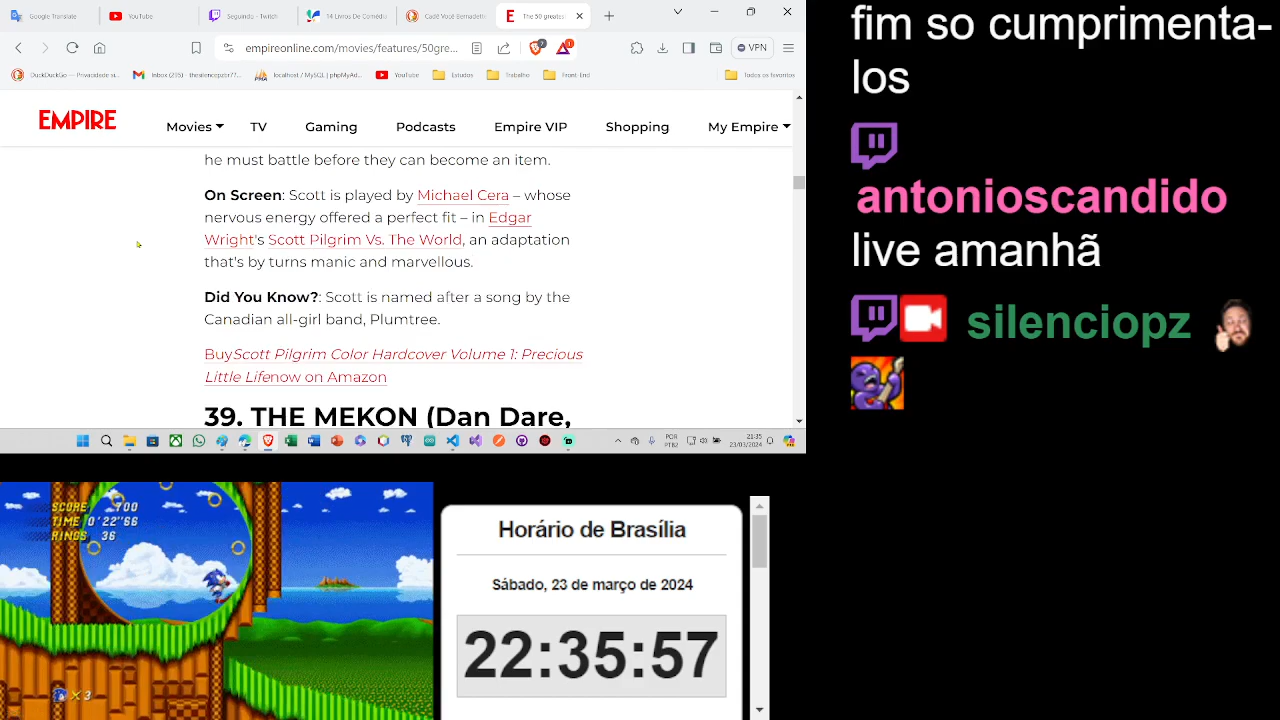 Google Translate
YouTube
Seguindo - Twitch
14 Livros De Comédi
Cadê Você Bernadett
The 50 greates
empireonline.com/movies/features/50gre...
VPN
DuckDuckGo — Privacidade si...
Inbox (295)
localhost / MySQL | phpMyAd...
YouTube
Estudos
Trabalho
Front-End
Todos os favoritos
EMPIRE
Movies
TV
Gaming
Podcasts
Empire VIP
Shopping
My Empire
he must battle before they can become an item.
On Screen: Scott is played by Michael Cera – whose
nervous energy offered a perfect fit – in Edgar
Wright's Scott Pilgrim Vs. The World, an adaptation
that's by turns manic and marvellous.
Did You Know?: Scott is named after a song by the
Canadian all-girl band, Plumtree.
BuyScott Pilgrim Color Hardcover Volume 1: Precious
Little Lifenow on Amazon
39. THE MEKON (Dan Dare,
POR
PTB2
21:35
23/03/2024
fim so cumprimenta-
los
antonioscandido
live amanhã
silenciopz
SCORE 700
TIME 0'22"66
RINGS 36
X 3
Horário de Brasília
Sábado, 23 de março de 2024
22:35:57